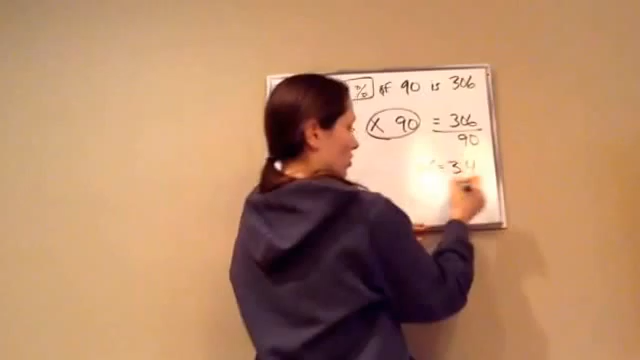 % of 90 is 306
x 90 = 306
90
= 3.4